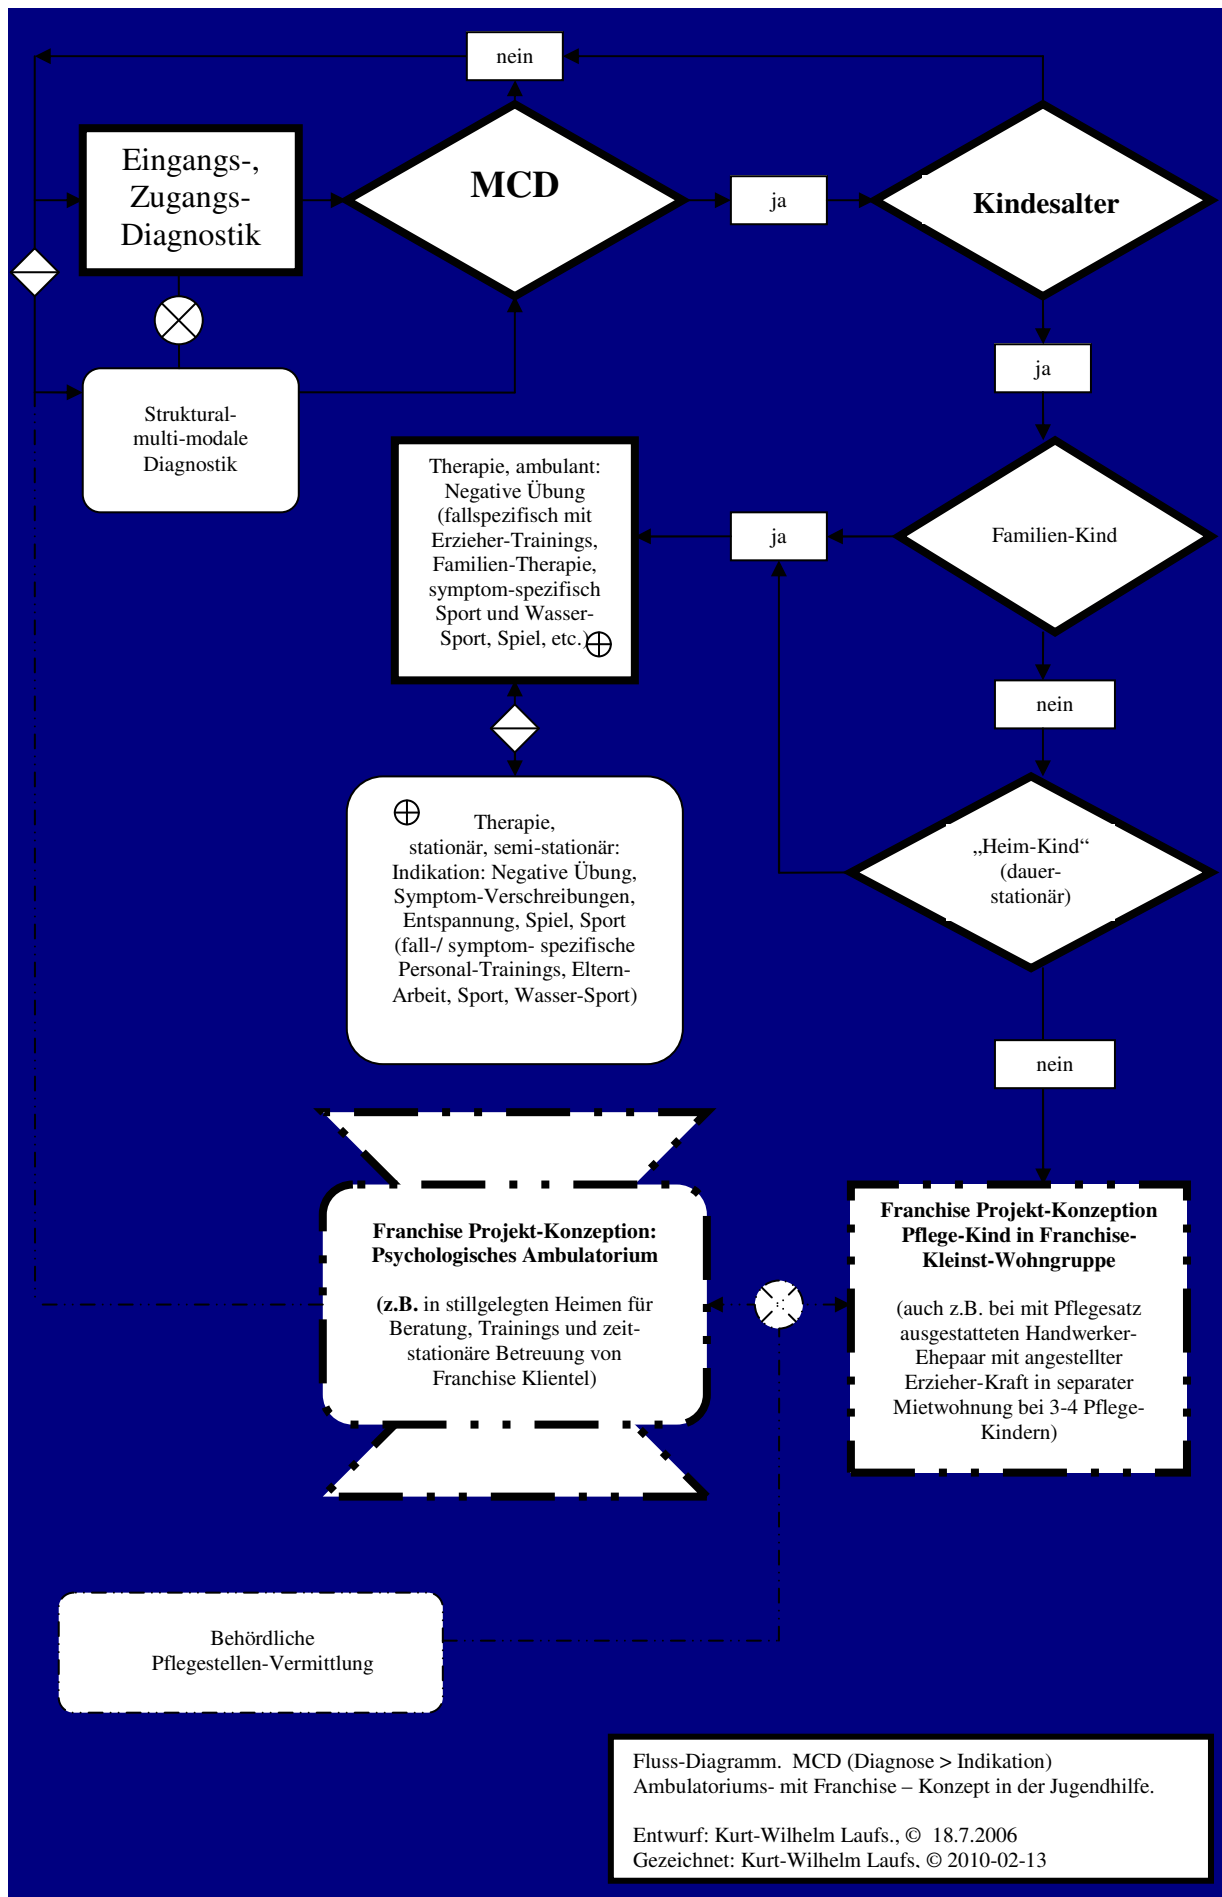 nein
Eingangs-,
Zugangs-
Diagnostik
MCD
ja
Kindesalter
ja
Struktural-
multi-modale
Diagnostik
Therapie, ambulant:
Negative Übung
(fallspezifisch mit
Erzieher-Trainings,
Familien-Therapie,
symptom-spezifisch
Sport und Wasser-
Sport, Spiel, etc.)
ja
Familien-Kind
nein
Therapie,
stationär, semi-stationär:
Indikation: Negative Übung,
Symptom-Verschreibungen,
Entspannung, Spiel, Sport
(fall-/ symptom- spezifische
Personal-Trainings, Eltern-
Arbeit, Sport, Wasser-Sport)
„Heim-Kind“
(dauer-
stationär)
nein
Franchise Projekt-Konzeption:
Psychologisches Ambulatorium
(z.B. in stillgelegten Heimen für
Beratung, Trainings und zeit-
stationäre Betreuung von
Franchise Klientel)
Franchise Projekt-Konzeption
Pflege-Kind in Franchise-
Kleinst-Wohngruppe
(auch z.B. bei mit Pflegesatz
ausgestatteten Handwerker-
Ehepaar mit angestellter
Erzieher-Kraft in separater
Mietwohnung bei 3-4 Pflege-
Kindern)
Behördliche
Pflegestellen-Vermittlung
Fluss-Diagramm.  MCD (Diagnose > Indikation)
Ambulatoriums- mit Franchise – Konzept in der Jugendhilfe.
Entwurf: Kurt-Wilhelm Laufs., ©  18.7.2006
Gezeichnet: Kurt-Wilhelm Laufs, © 2010-02-13